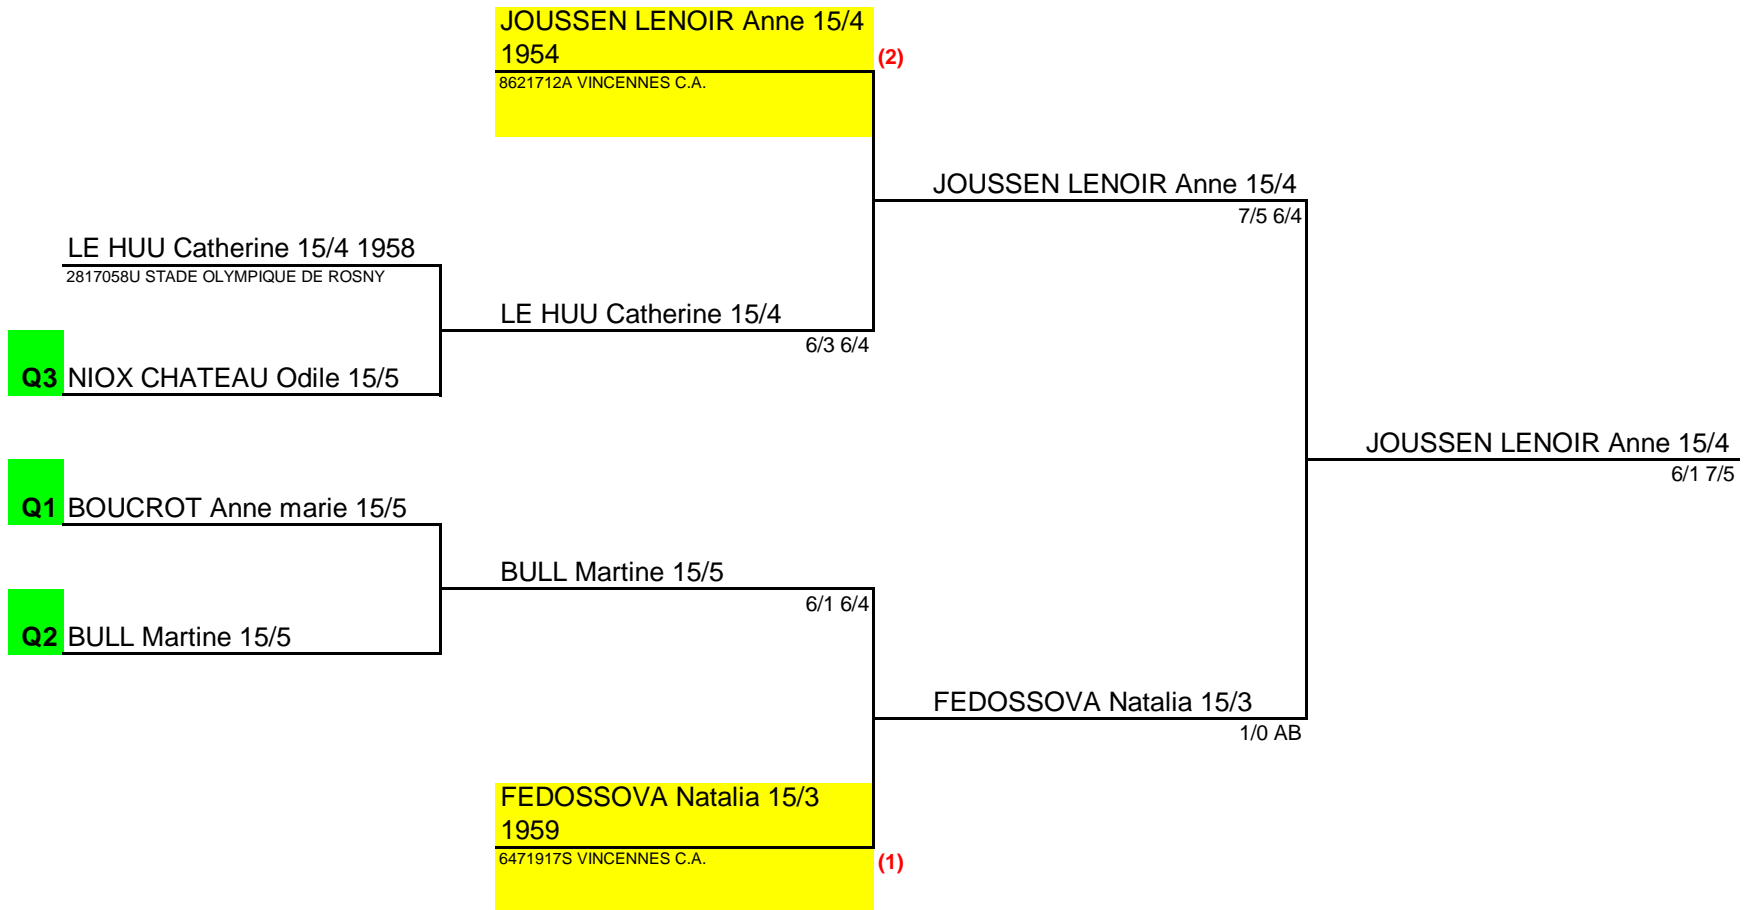 JOUSSEN LENOIR Anne 15/4
1954
(2)
8621712A VINCENNES C.A.
JOUSSEN LENOIR Anne 15/4
7/5 6/4
LE HUU Catherine 15/4 1958
2817058U STADE OLYMPIQUE DE ROSNY
LE HUU Catherine 15/4
6/3 6/4
Q3 NIOX CHATEAU Odile 15/5
JOUSSEN LENOIR Anne 15/4
6/1 7/5
Q1 BOUCROT Anne marie 15/5
BULL Martine 15/5
6/1 6/4
Q2 BULL Martine 15/5
FEDOSSOVA Natalia 15/3
1/0 AB
FEDOSSOVA Natalia 15/3
1959
6471917S VINCENNES C.A.
(1)